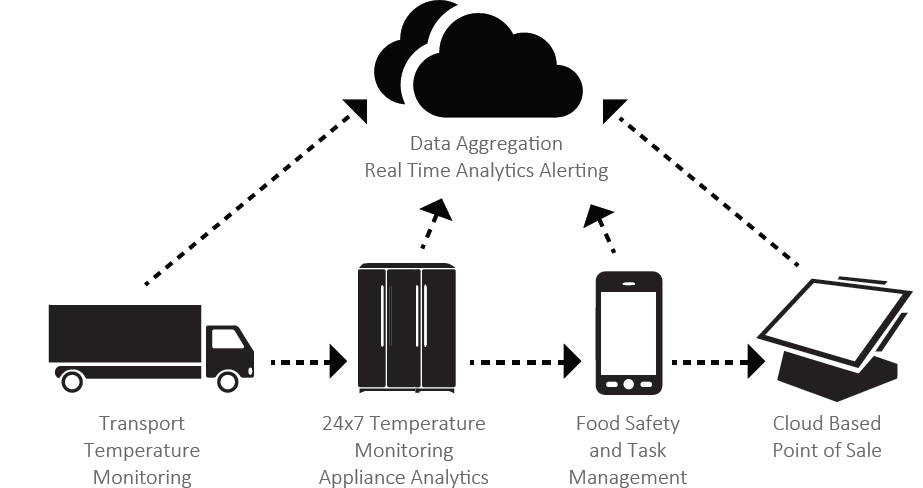 Data Aggregation
Real Time Analytics Alerting
Transport
Temperature
Monitoring
24x7 Temperature
Monitoring
Appliance Analytics
Food Safety
and Task
Management
Cloud Based
Point of Sale